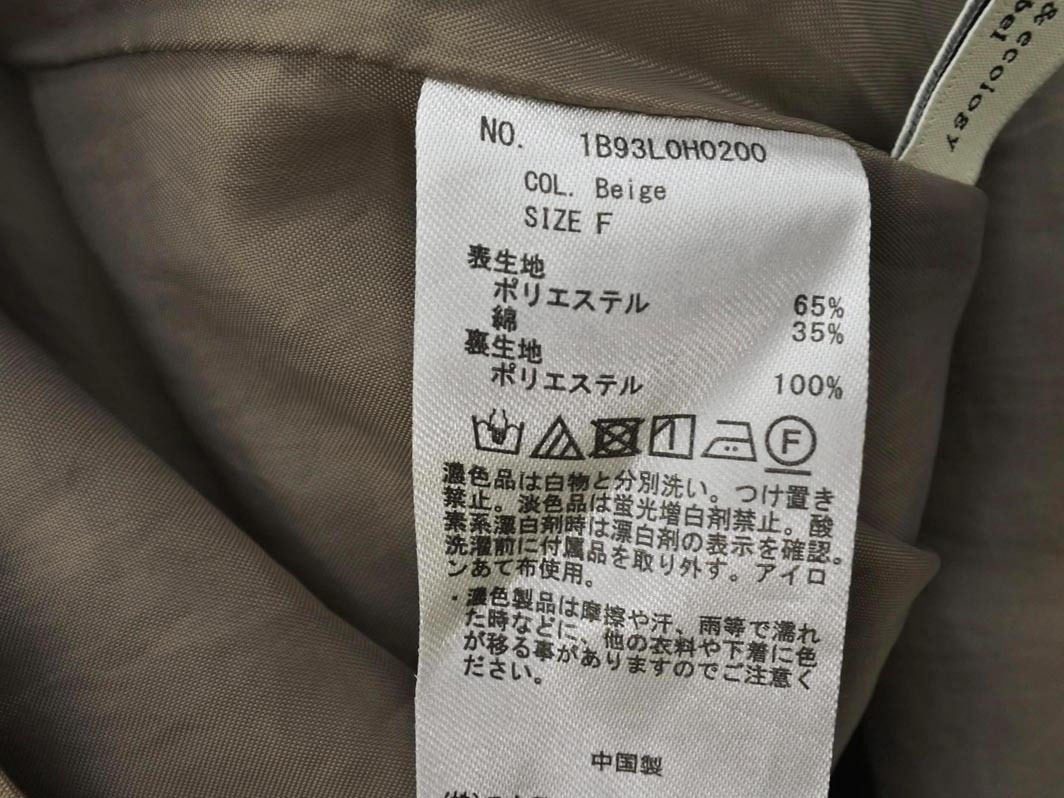 & ecology
NO. 1B93L0H0200
COL. Beige
SIZE F
表生地
ポリエステル 65%
綿 35%
裏生地
ポリエステル 100%
F
濃色品は白物と分別洗い。つけ置き
禁止。淡色品は蛍光増白剤禁止。酸
素系漂白剤時は漂白剤の表示を確認。
洗濯前に付属品を取り外す。アイロ
ンあて布使用。
・濃色製品は摩擦や汗、雨等で濡れ
た時などに、他の衣料や下着に色
が移る事がありますのでご注意く
ださい。
中国製